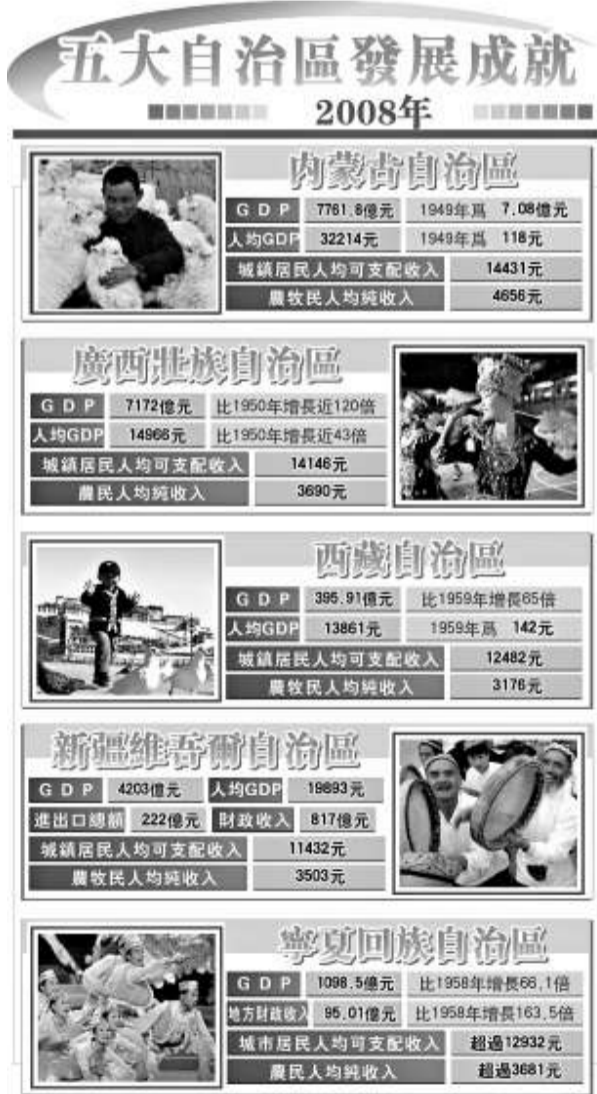 五大自治區發展成就
2008年
内蒙古自治區
GDP 7761.8億元 1949年爲 7.08億元
人均GDP 32214元 1949年爲 118元
城鎮居民人均可支配收入 14431元
農牧民人均純收入 4656元
廣西壯族自治區
GDP 7172億元 比1950年增長近120倍
人均GDP 14966元 比1950年增長近43倍
城鎮居民人均可支配收入 14146元
農民人均純收入 3690元
西藏自治區
GDP 395.91億元 比1959年增長65倍
人均GDP 13861元 1959年爲 142元
城鎮居民人均可支配收入 12482元
農牧民人均純收入 3176元
新疆維吾爾自治區
GDP 4203億元 人均GDP 19893元
進出口總額 222億元 財政收入 817億元
城鎮居民人均可支配收入 11432元
農牧民人均純收入 3503元
寧夏回族自治區
GDP 1098.5億元 比1958年增長66.1倍
地方財政收入 95.01億元 比1958年增長163.5倍
城市居民人均可支配收入 超過12932元
農民人均純收入 超過3681元